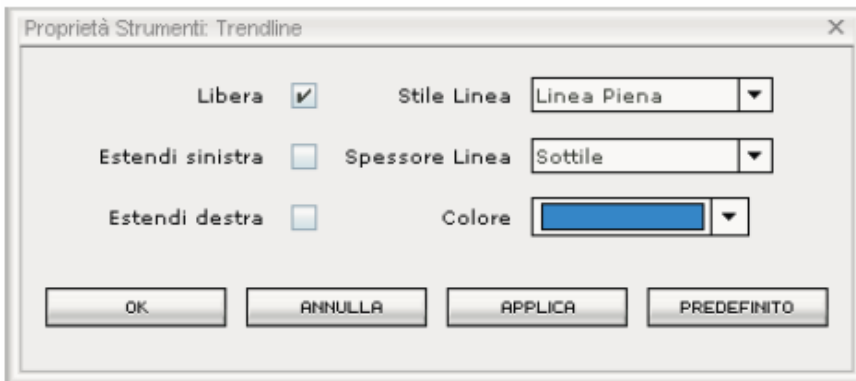 Proprietà Strumenti: Trendline
Libera Stile Linea Linea Piena
Estendi sinistra Spessore Linea Sottile
Estendi destra Colore
OK ANNULLA APPLICA PREDEFINITO